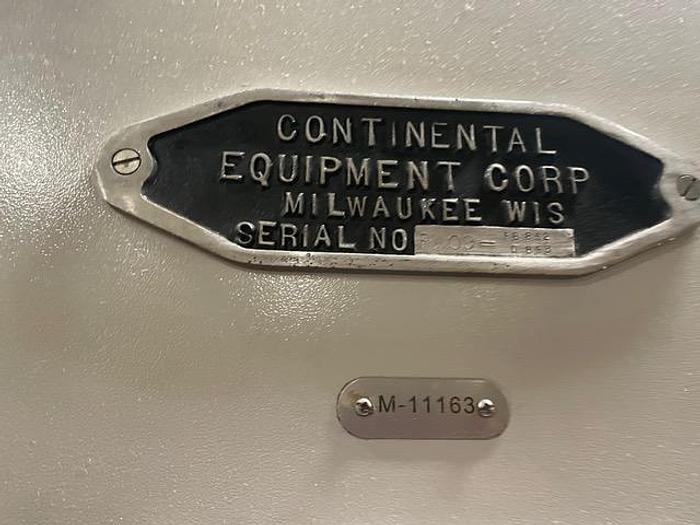 CONTINENTAL
EQUIPMENT CORP
MILWAUKEE WIS
SERIAL NO
M-11163